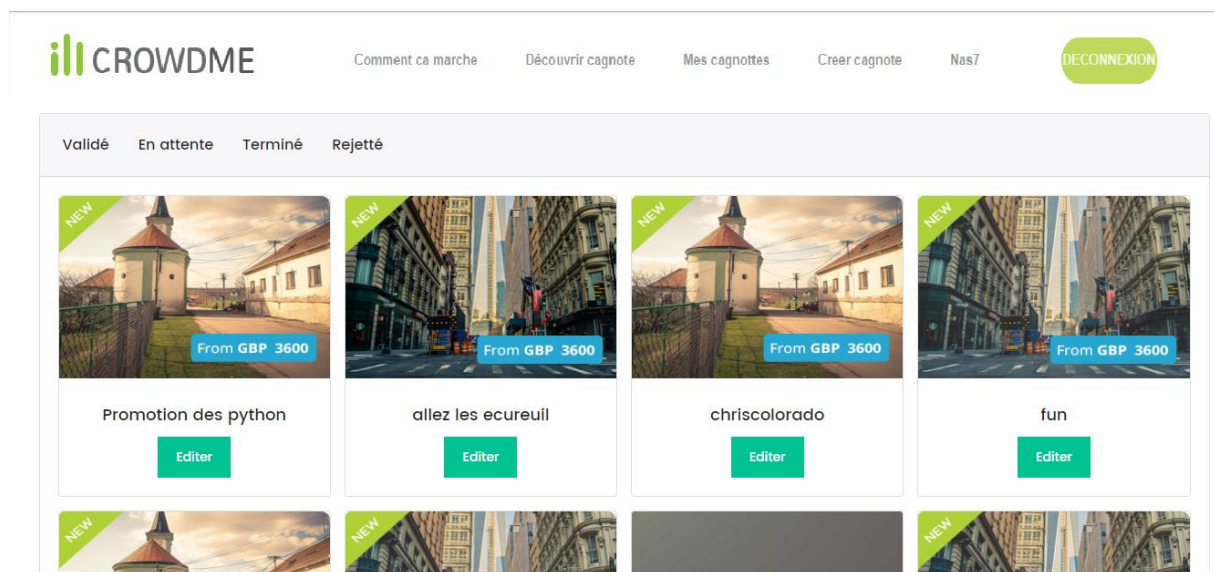 CROWDME
Comment ca marche Découvrir cagnote Mes cagnottes Creer cagnote Nas7 DECONNEXION
Validé En attente Terminé Rejetté
NEW NEW NEW NEW
From GBP 3600 From GBP 3600 From GBP 3600 From GBP 3600
Promotion des python allez les ecureuil chriscolorado fun
Editer Editer Editer Editer
NEW NEW NEW